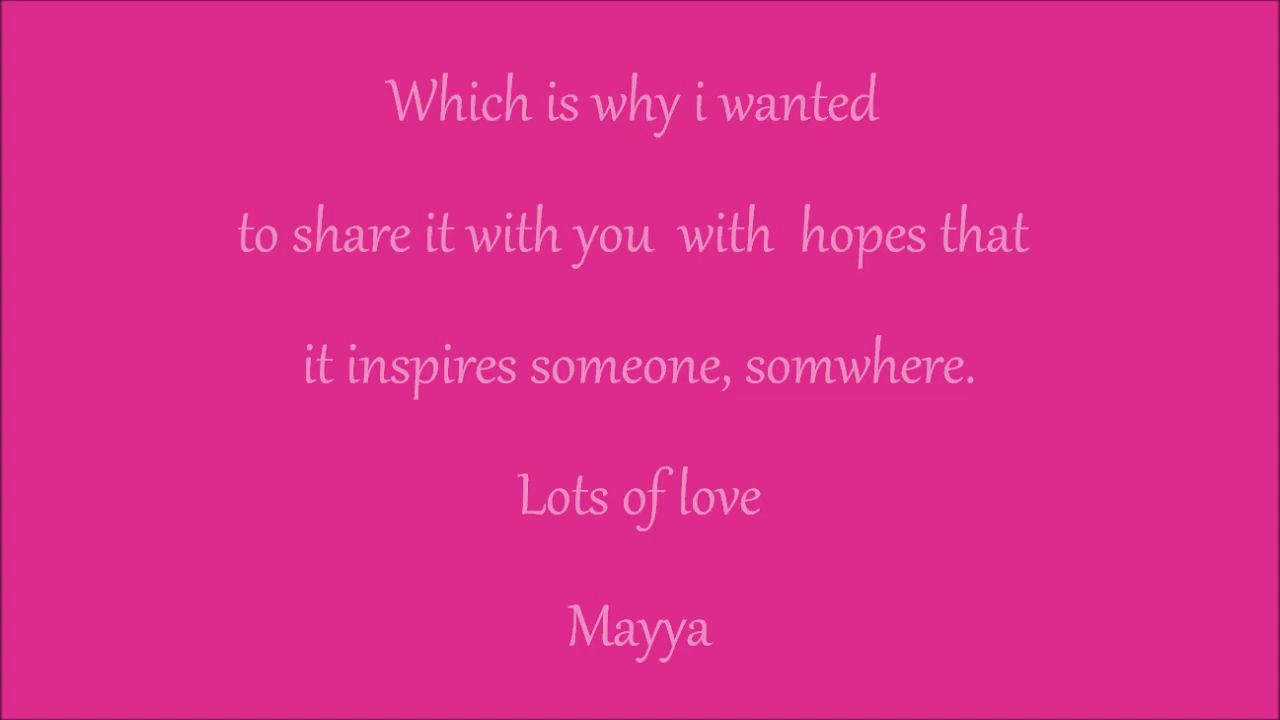 Which is why i wanted
to share it with you  with  hopes that
it inspires someone, somwhere.
Lots of love
Mayya